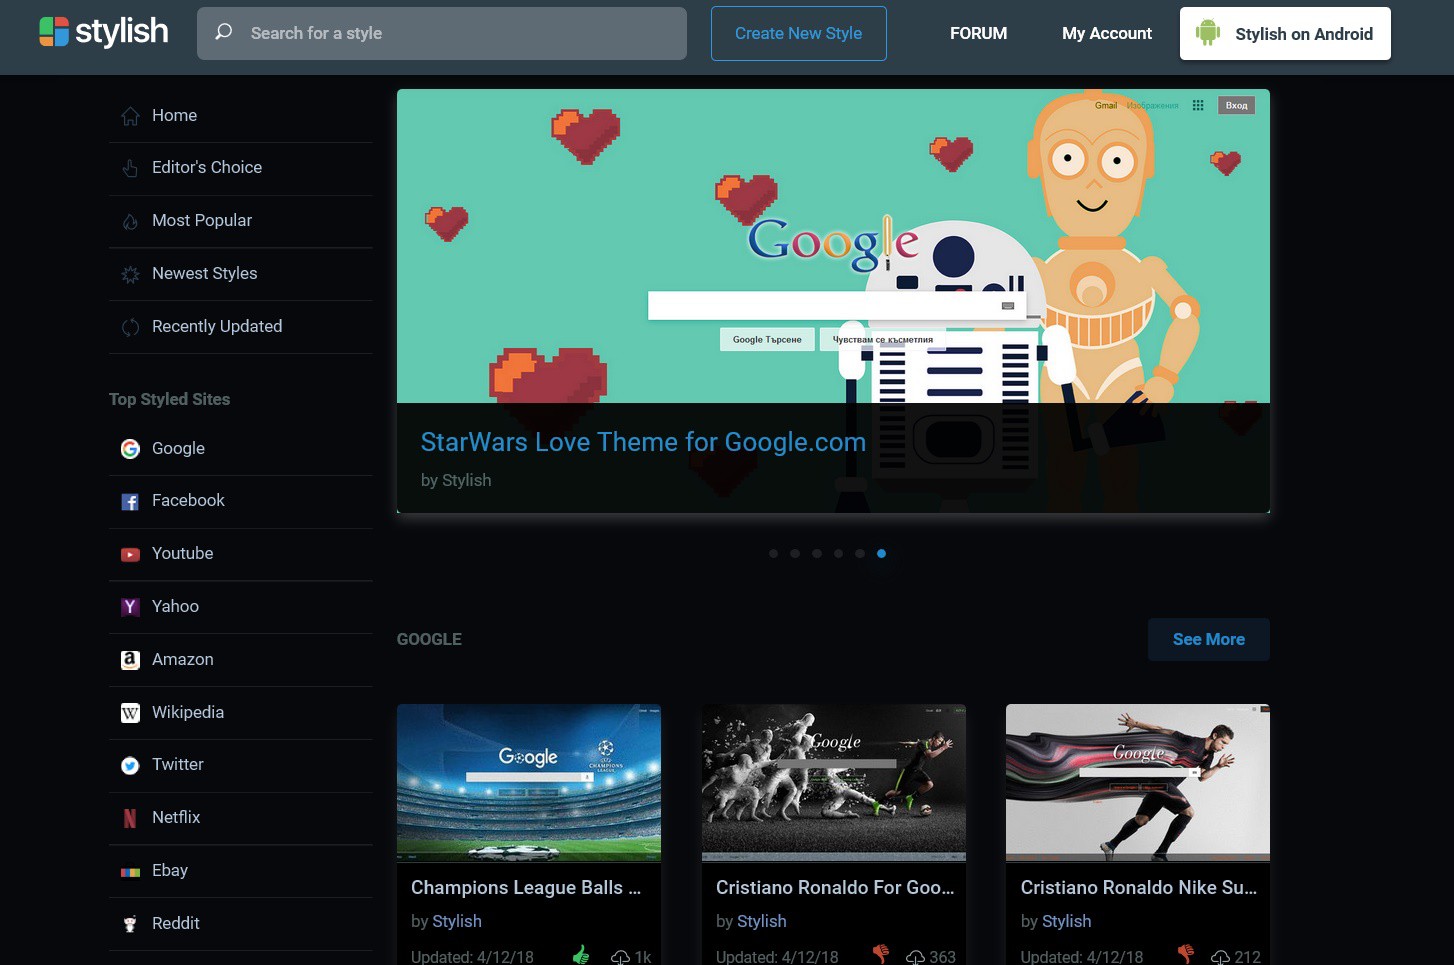 stylish
Search for a style
Create New Style
FORUM
My Account
Stylish on Android
Home
Editor's Choice
Most Popular
Newest Styles
Recently Updated
Top Styled Sites
Google
Facebook
Youtube
Yahoo
Amazon
Wikipedia
Twitter
Netflix
Ebay
Reddit
Gmail Изображения
Вход
Google
Google Търсене
Чувствам се късметлия
StarWars Love Theme for Google.com
by Stylish
GOOGLE
See More
Google
CHAMPIONS
LEAGUE
Champions League Balls ...
by Stylish
Updated: 4/12/18
1k
Google
Cristiano Ronaldo For Goo...
by Stylish
Updated: 4/12/18
363
Google
Cristiano Ronaldo Nike Su...
by Stylish
Updated: 4/12/18
212